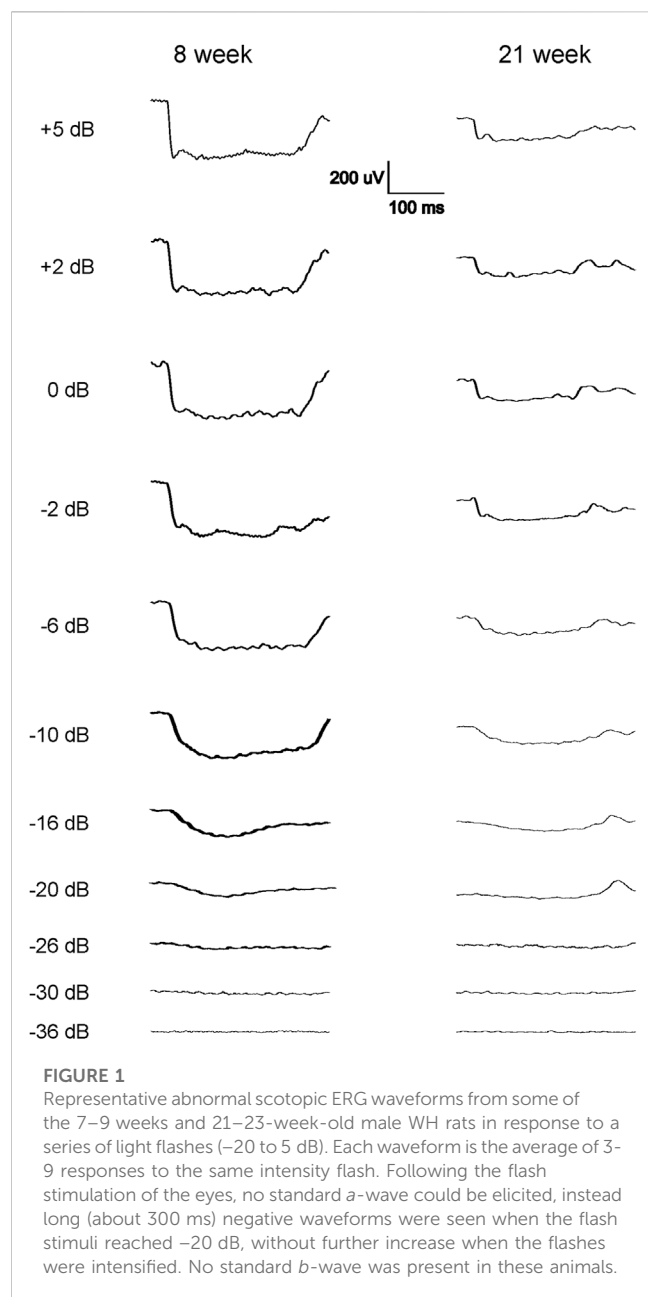 8 week 21 week
+5 dB
200 uV
100 ms
+2 dB
0 dB
-2 dB
-6 dB
-10 dB
-16 dB
-20 dB
-26 dB
-30 dB
-36 dB
FIGURE 1
Representative abnormal scotopic ERG waveforms from some of
the 7–9 weeks and 21–23-week-old male WH rats in response to a
series of light flashes (–20 to 5 dB). Each waveform is the average of 3-
9 responses to the same intensity flash. Following the flash
stimulation of the eyes, no standard a-wave could be elicited, instead
long (about 300 ms) negative waveforms were seen when the flash
stimuli reached –20 dB, without further increase when the flashes
were intensified. No standard b-wave was present in these animals.